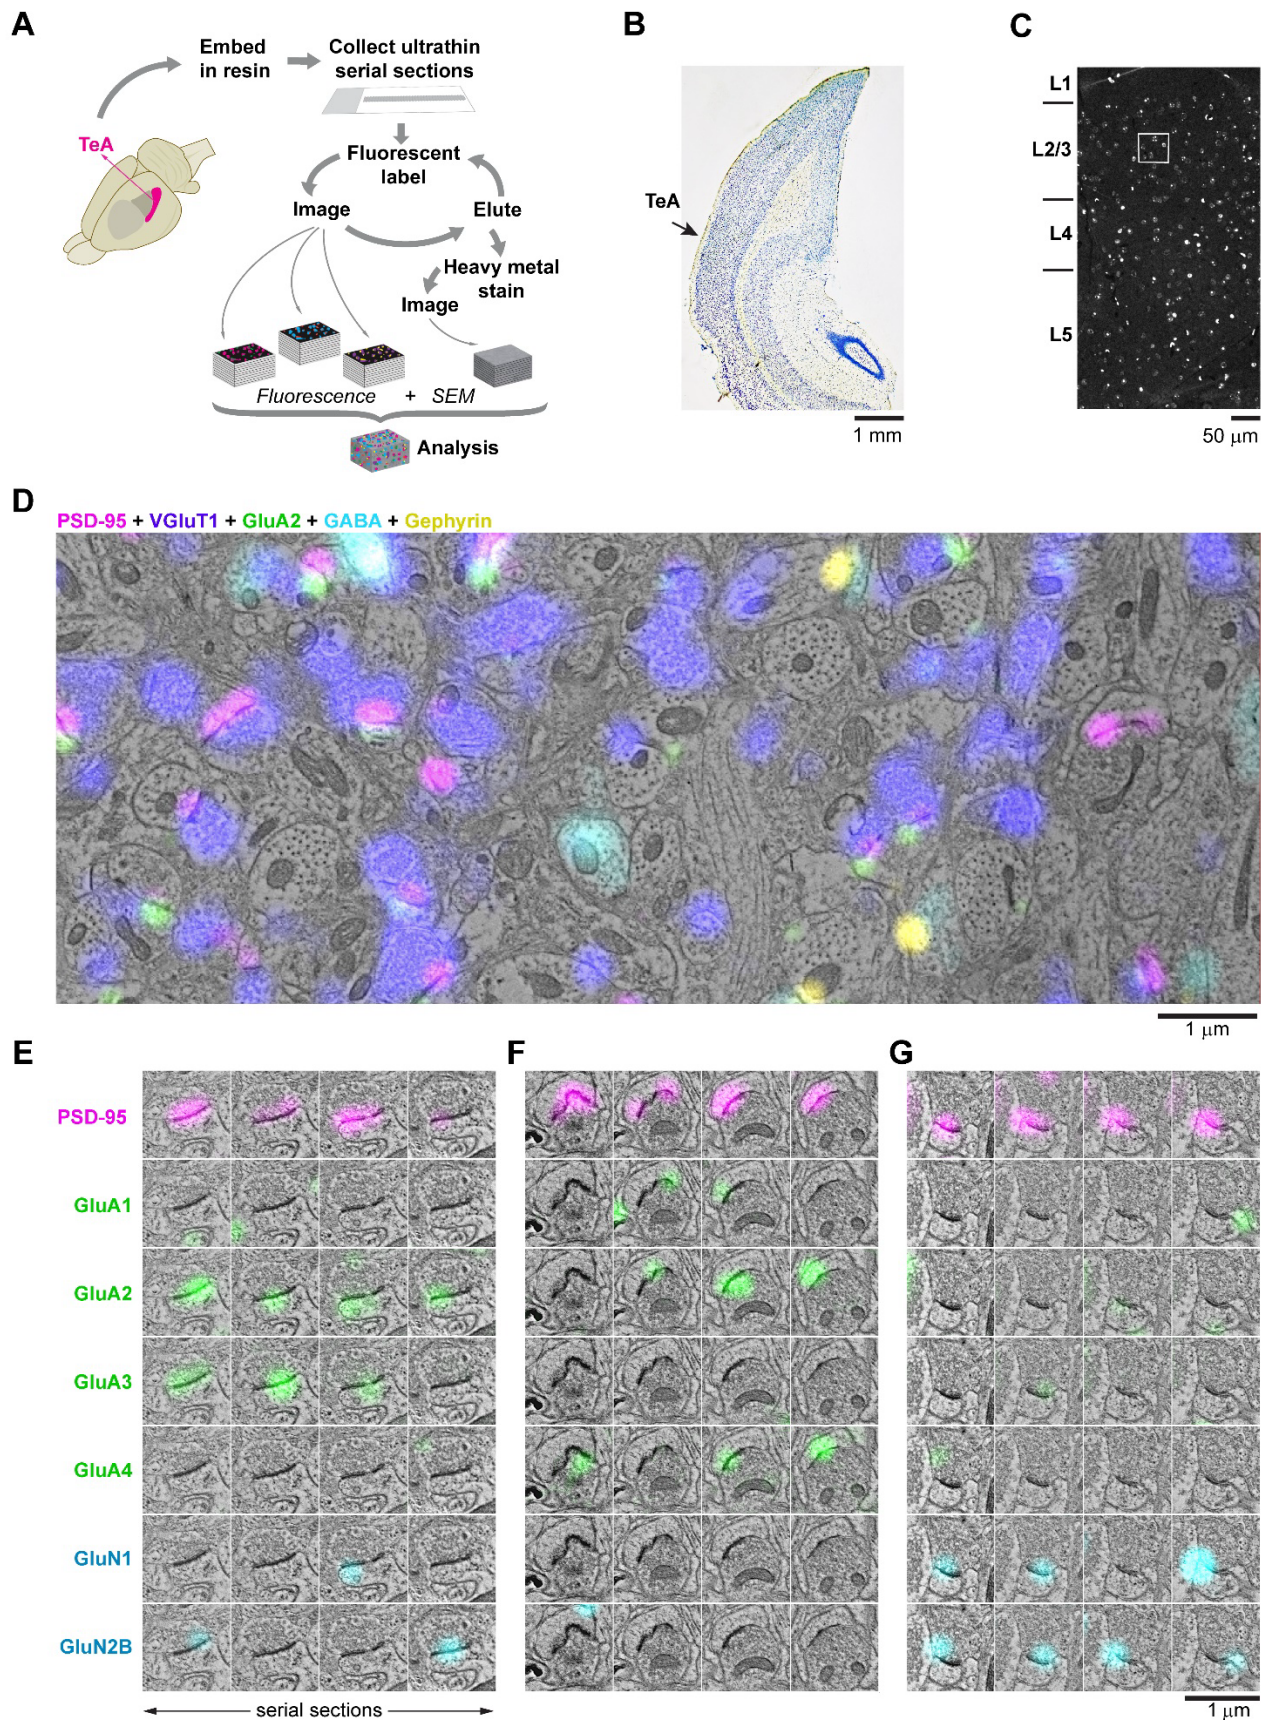 A
Embed
in resin
Collect ultrathin
serial sections
TeA
Fluorescent
label
Image
Elute
Heavy metal
stain
Image
Fluorescence + SEM
Analysis
B
TeA
1 mm
C
L1
L2/3
L4
L5
50 µm
D
PSD-95 + VGluT1 + GluA2 + GABA + Gephyrin
1 µm
E
F
G
PSD-95
GluA1
GluA2
GluA3
GluA4
GluN1
GluN2B
serial sections
1 µm